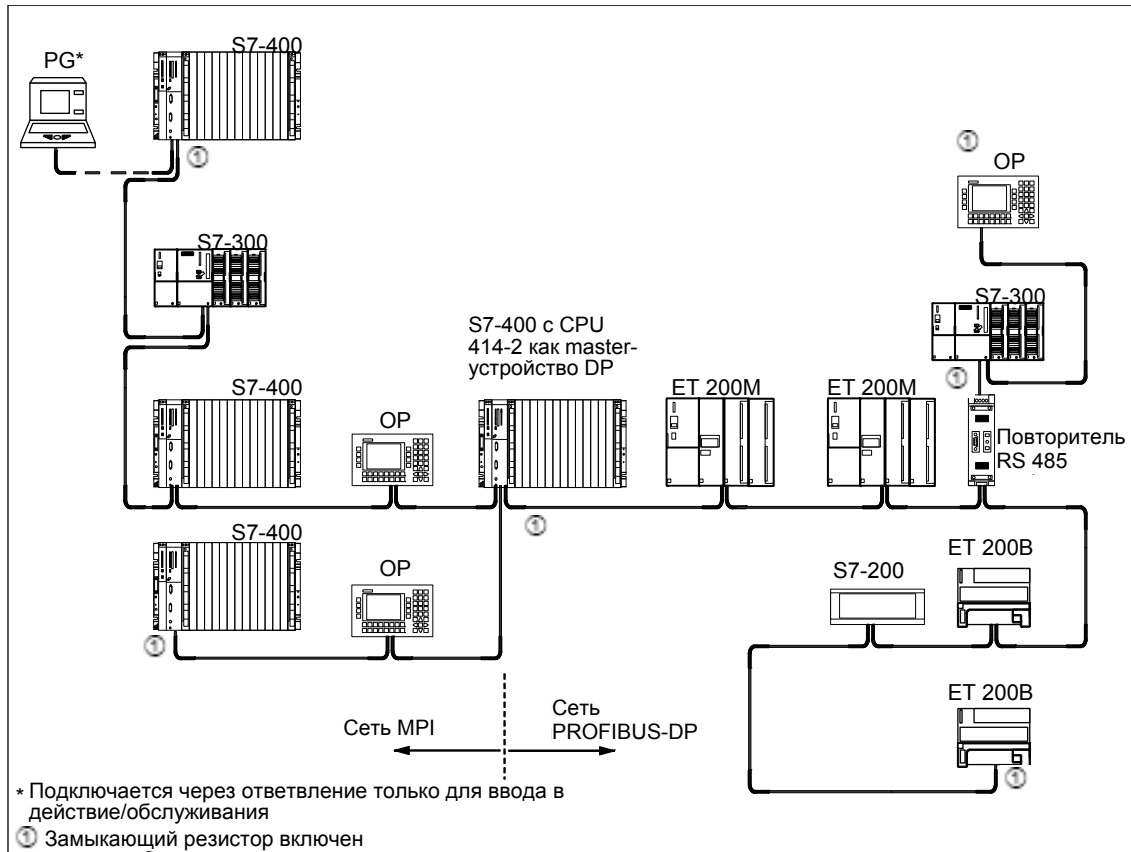 S7-400
PG*
①
①
OP
S7-300
S7-300
S7-400 с CPU
414-2 как master-
устройство DP
①
S7-400
OP
ET 200M
ET 200M
Повторитель
RS 485
①
S7-400
OP
S7-200
ET 200B
①
ET 200B
Сеть MPI
Сеть
PROFIBUS-DP
①
* Подключается через ответвление только для ввода в
действие/обслуживания
① Замыкающий резистор включен